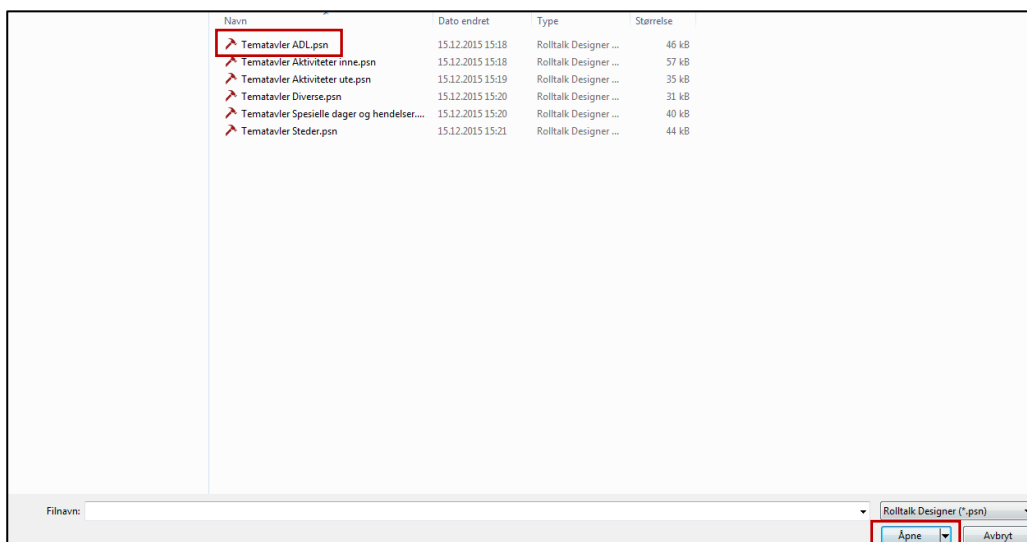 Navn Dato endret Type Størrelse
Tematavler ADL.psn 15.12.2015 15:18 Rolltalk Designer ... 46 kB
Tematavler Aktiviteter inne.psn 15.12.2015 15:18 Rolltalk Designer ... 57 kB
Tematavler Aktiviteter ute.psn 15.12.2015 15:19 Rolltalk Designer ... 35 kB
Tematavler Diverse.psn 15.12.2015 15:20 Rolltalk Designer ... 31 kB
Tematavler Spesielle dager og hendelser.... 15.12.2015 15:20 Rolltalk Designer ... 40 kB
Tematavler Steder.psn 15.12.2015 15:21 Rolltalk Designer ... 44 kB
Filnavn: Rolltalk Designer (*.psn)
Åpne Avbryt